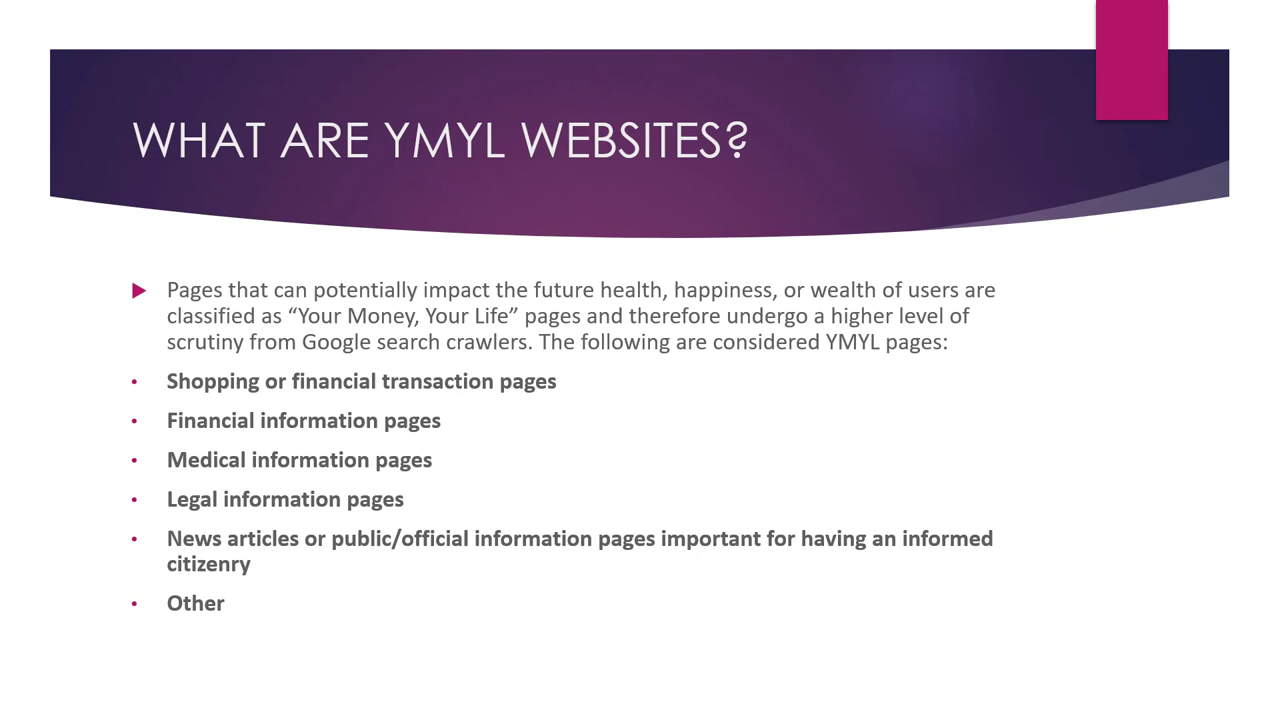 WHAT ARE YMYL WEBSITES?
Pages that can potentially impact the future health, happiness, or wealth of users are
classified as “Your Money, Your Life” pages and therefore undergo a higher level of
scrutiny from Google search crawlers. The following are considered YMYL pages:
Shopping or financial transaction pages
Financial information pages
Medical information pages
Legal information pages
News articles or public/official information pages important for having an informed
citizenry
Other